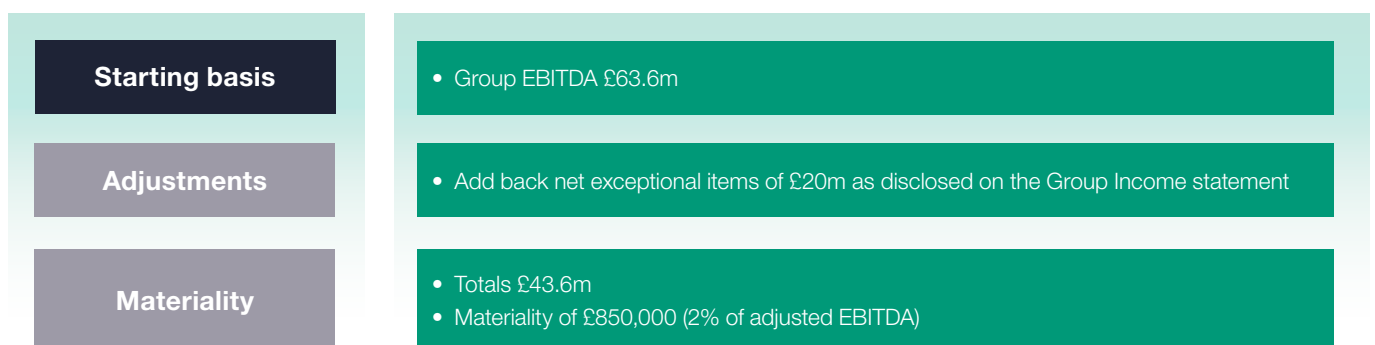 Starting basis
• Group EBITDA £63.6m
Adjustments
• Add back net exceptional items of £20m as disclosed on the Group Income statement
Materiality
• Totals £43.6m
• Materiality of £850,000 (2% of adjusted EBITDA)